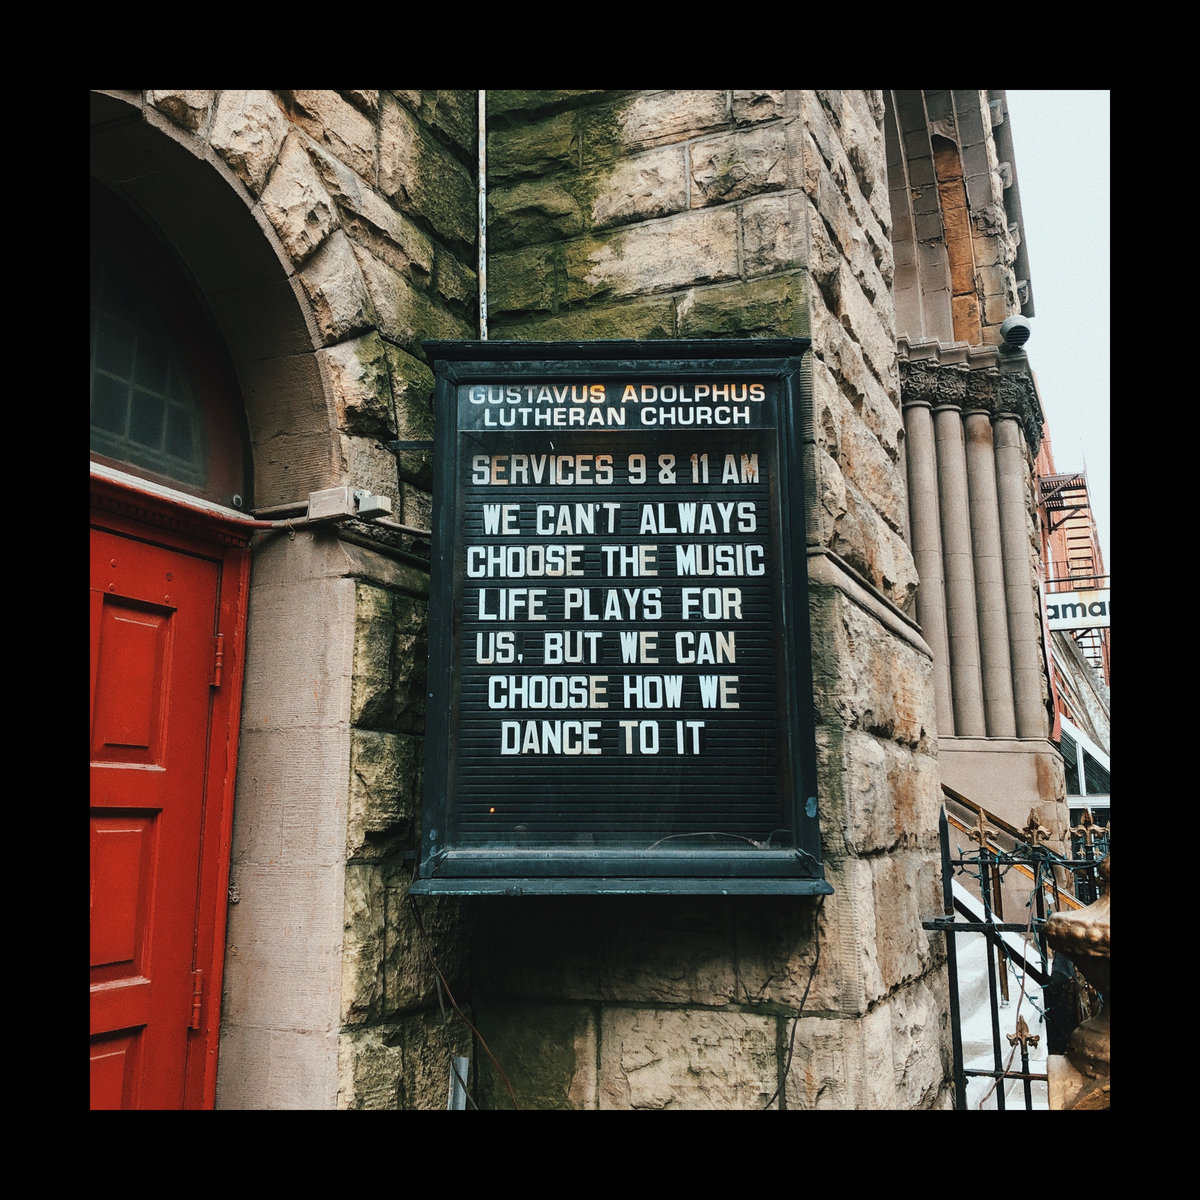 GUSTAVUS ADOLPHUS
LUTHERAN CHURCH
SERVICES 9 & 11 AM
WE CAN'T ALWAYS
CHOOSE THE MUSIC
LIFE PLAYS FOR
US, BUT WE CAN
CHOOSE HOW WE
DANCE TO IT